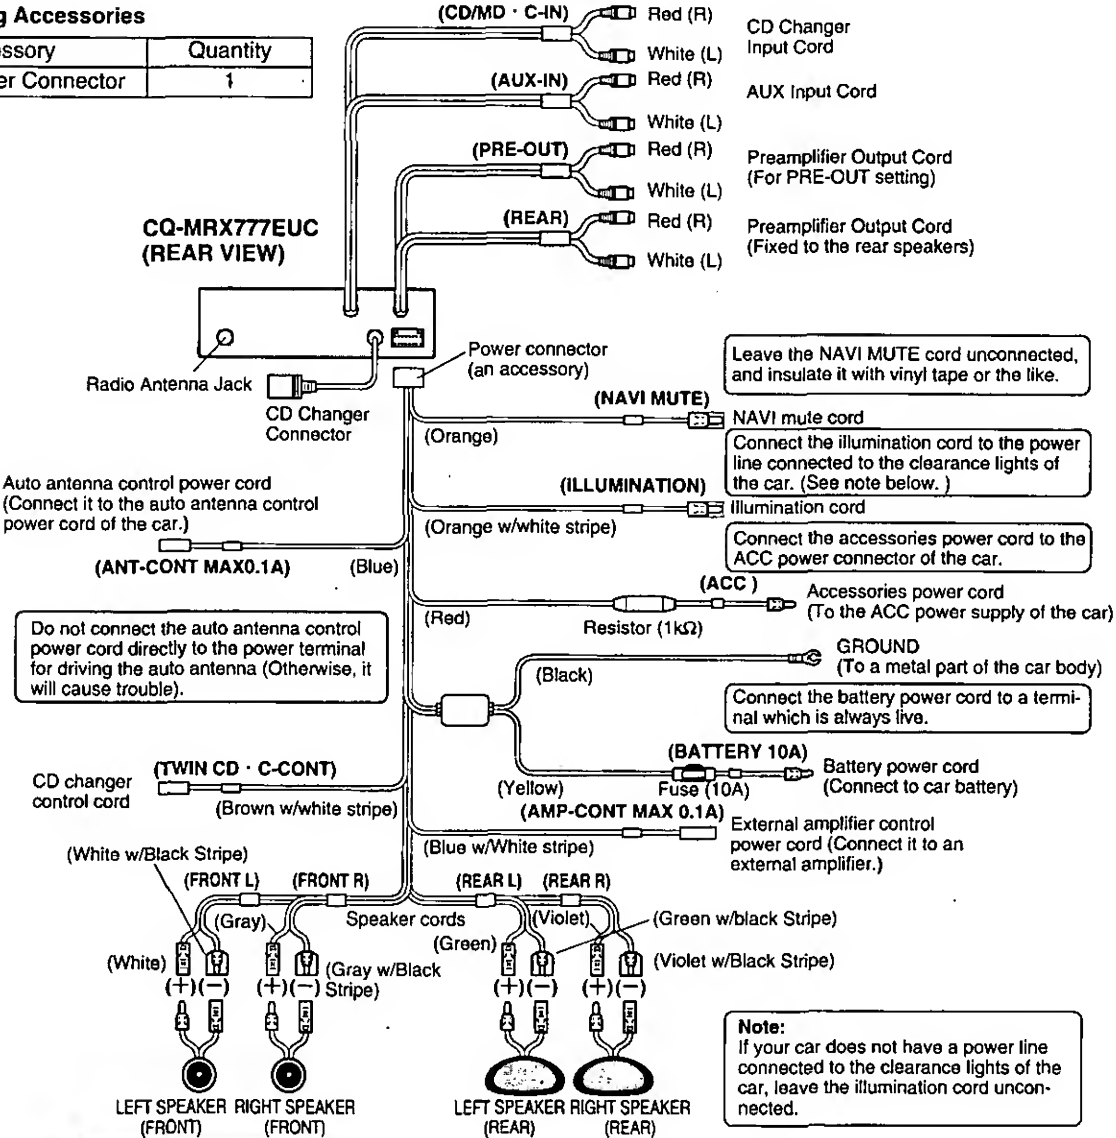 g Accessories
essory Quantity
er Connector 1
(CD/MD · C-IN)
Red (R)
White (L)
CD Changer
Input Cord
(AUX-IN)
Red (R)
White (L)
AUX Input Cord
(PRE-OUT)
Red (R)
White (L)
Preamplifier Output Cord
(For PRE-OUT setting)
(REAR)
Red (R)
White (L)
Preamplifier Output Cord
(Fixed to the rear speakers)
CQ-MRX777EUC
(REAR VIEW)
Radio Antenna Jack
CD Changer
Connector
Power connector
(an accessory)
Leave the NAVI MUTE cord unconnected,
and insulate it with vinyl tape or the like.
(NAVI MUTE)
(Orange)
NAVI mute cord
Connect the illumination cord to the power
line connected to the clearance lights of
the car. (See note below. )
(ILLUMINATION)
(Orange w/white stripe)
Illumination cord
Auto antenna control power cord
(Connect it to the auto antenna control
power cord of the car.)
(ANT-CONT MAX0.1A)
(Blue)
Connect the accessories power cord to the
ACC power connector of the car.
(ACC )
(Red)
Resistor (1kΩ)
Accessories power cord
(To the ACC power supply of the car)
Do not connect the auto antenna control
power cord directly to the power terminal
for driving the auto antenna (Otherwise, it
will cause trouble).
(Black)
GROUND
(To a metal part of the car body)
Connect the battery power cord to a termi-
nal which is always live.
(BATTERY 10A)
(Yellow)
Fuse (10A)
Battery power cord
(Connect to car battery)
CD changer
control cord
(TWIN CD · C-CONT)
(Brown w/white stripe)
(AMP-CONT MAX 0.1A)
(Blue w/White stripe)
External amplifier control
power cord (Connect it to an
external amplifier.)
(White w/Black Stripe)
(FRONT L) (FRONT R) (REAR L) (REAR R)
(Gray) Speaker cords (Violet) (Green w/black Stripe)
(Green)
(White) (Gray w/Black
Stripe)
(Violet w/Black Stripe)
(+) (−) (+) (−) (+) (−) (+) (−)
LEFT SPEAKER RIGHT SPEAKER LEFT SPEAKER RIGHT SPEAKER
(FRONT) (FRONT) (REAR) (REAR)
Note:
If your car does not have a power line
connected to the clearance lights of the
car, leave the illumination cord uncon-
nected.